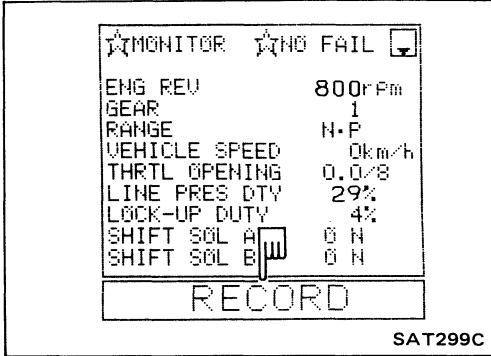 ☆MONITOR ☆NO FAIL
ENG REV 800rpm
GEAR 1
RANGE N·P
VEHICLE SPEED 0km/h
THRTL OPENING 0.0/8
LINE PRES DTY 29%
LOCK-UP DUTY 4%
SHIFT SOL A ON
SHIFT SOL B ON
RECORD
SAT299C